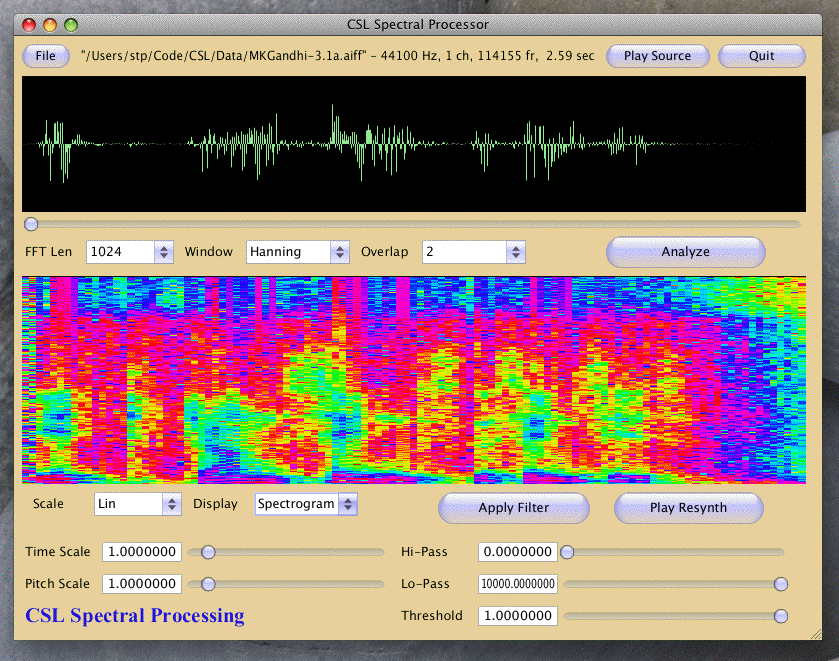 CSL Spectral Processor
File "/Users/stp/Code/CSL/Data/MKGandhi-3.1a.aiff" - 44100 Hz, 1 ch, 114155 fr,  2.59 sec Play Source Quit
FFT Len 1024 Window Hanning Overlap 2 Analyze
Scale Lin Display Spectrogram Apply Filter Play Resynth
Time Scale 1.0000000 Hi-Pass 0.0000000
Pitch Scale 1.0000000 Lo-Pass 10000.0000000
CSL Spectral Processing Threshold 1.0000000